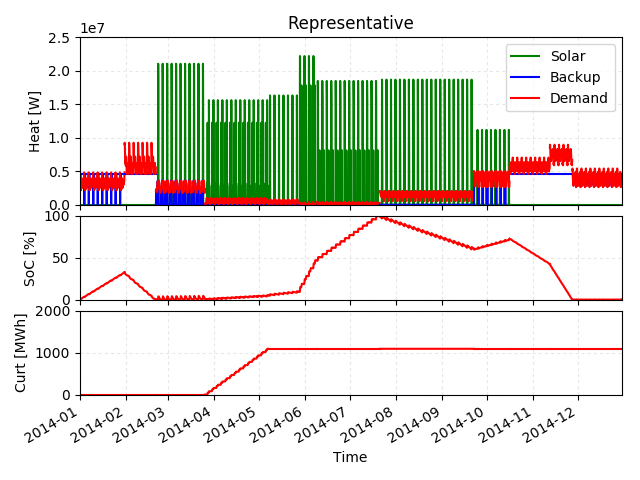 Representative
1e7
Heat [W]
2.5
2.0
1.5
1.0
0.5
0.0
Solar
Backup
Demand
SoC [%]
100
50
0
Curt [MWh]
2000
1000
0
2014-01
2014-02
2014-03
2014-04
2014-05
2014-06
2014-07
2014-08
2014-09
2014-10
2014-11
2014-12
Time